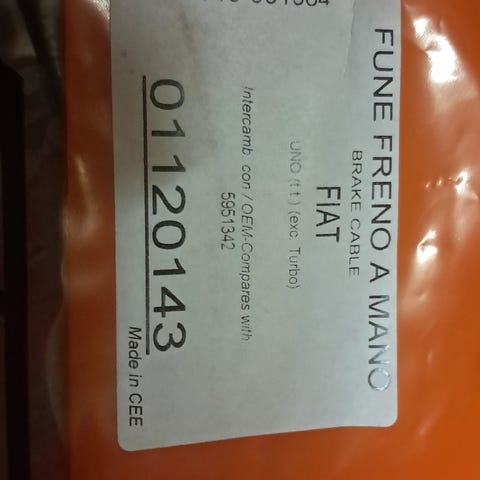 FUNE FRENO A MANO
BRAKE CABLE
FIAT
UNO (t.t.) (exc. Turbo)
Intercamb. con / OEM-Compares with:
5951342
01120143
Made in CEE